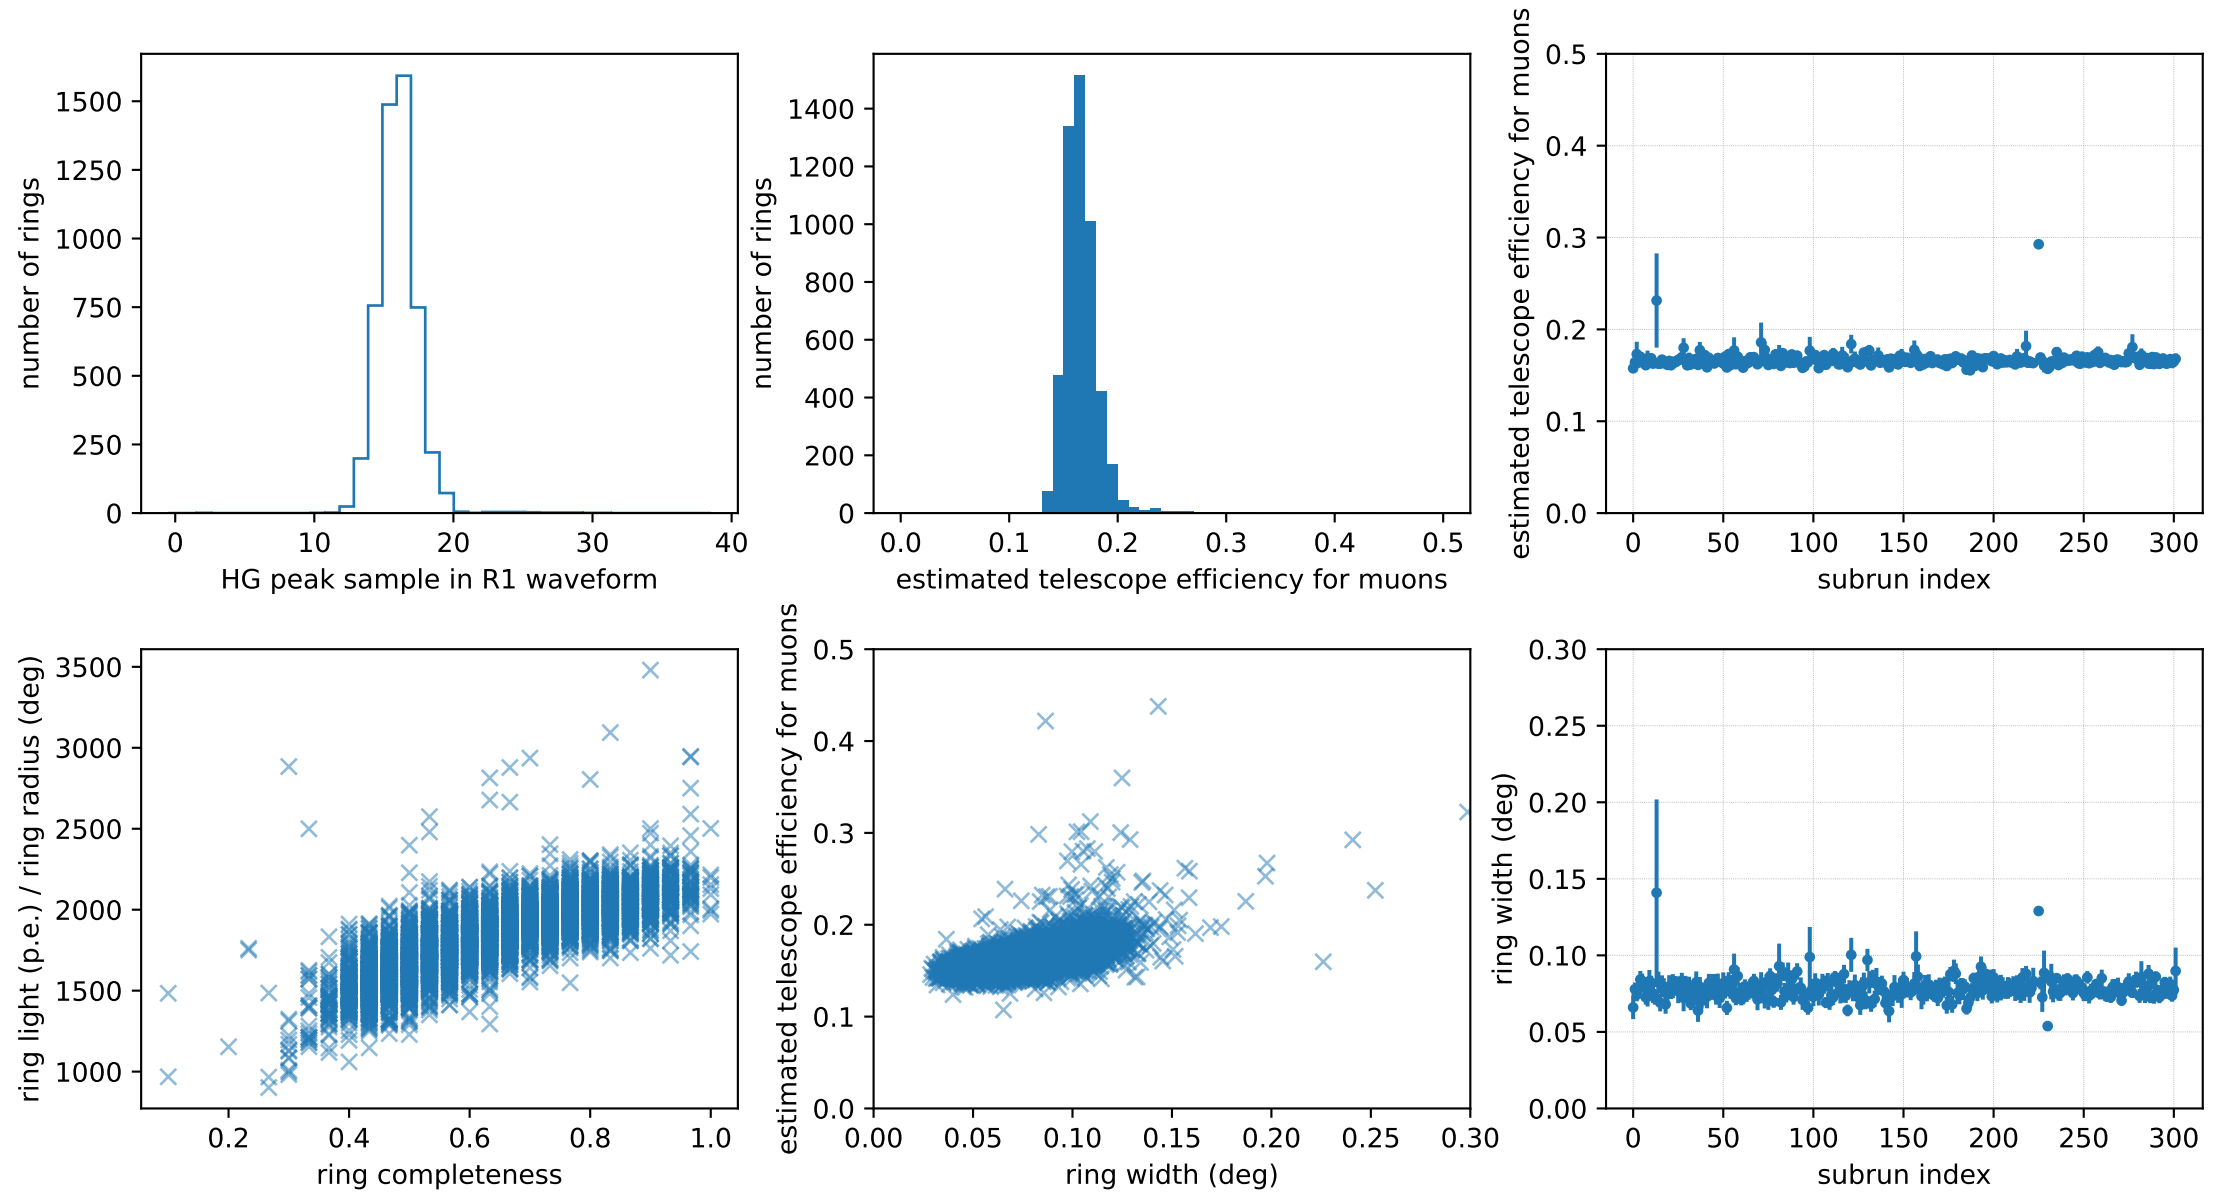 1500
1250
1000
750
500
250
0
number of rings
0 10 20 30 40
HG peak sample in R1 waveform
1400
1200
1000
800
600
400
200
0
number of rings
0.0 0.1 0.2 0.3 0.4 0.5
estimated telescope efficiency for muons
0.5
0.4
0.3
0.2
0.1
0.0
estimated telescope efficiency for muons
0 50 100 150 200 250 300
subrun index
3500
3000
2500
2000
1500
1000
ring light (p.e.) / ring radius (deg)
0.2 0.4 0.6 0.8 1.0
ring completeness
0.5
0.4
0.3
0.2
0.1
0.0
estimated telescope efficiency for muons
0.00 0.05 0.10 0.15 0.20 0.25 0.30
ring width (deg)
0.30
0.25
0.20
0.15
0.10
0.05
0.00
ring width (deg)
0 50 100 150 200 250 300
subrun index